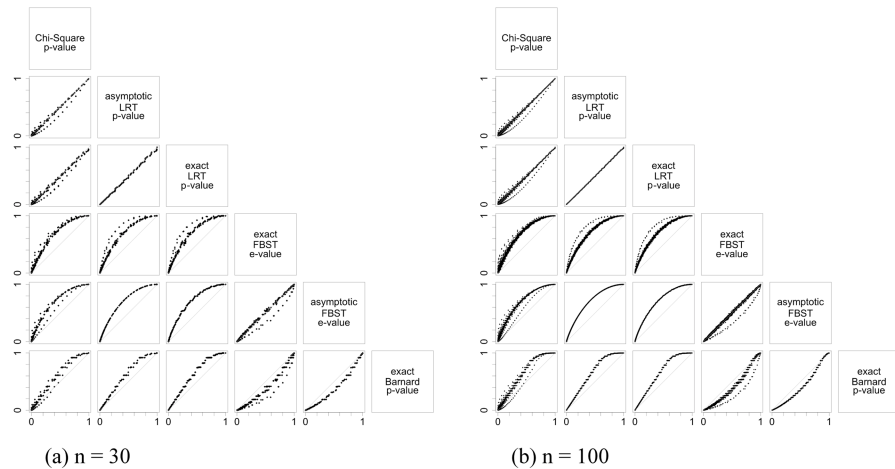 Chi-Square
p-value
asymptotic
LRT
p-value
0 1
exact
LRT
p-value
0 1
exact
FBST
e-value
0 1
asymptotic
FBST
e-value
0 1
exact
Barnard
p-value
0 1
0 1 0 1 0 1 0 1 0 1
(a) n = 30
Chi-Square
p-value
asymptotic
LRT
p-value
0 1
exact
LRT
p-value
0 1
exact
FBST
e-value
0 1
asymptotic
FBST
e-value
0 1
exact
Barnard
p-value
0 1
0 1 0 1 0 1 0 1 0 1
(b) n = 100